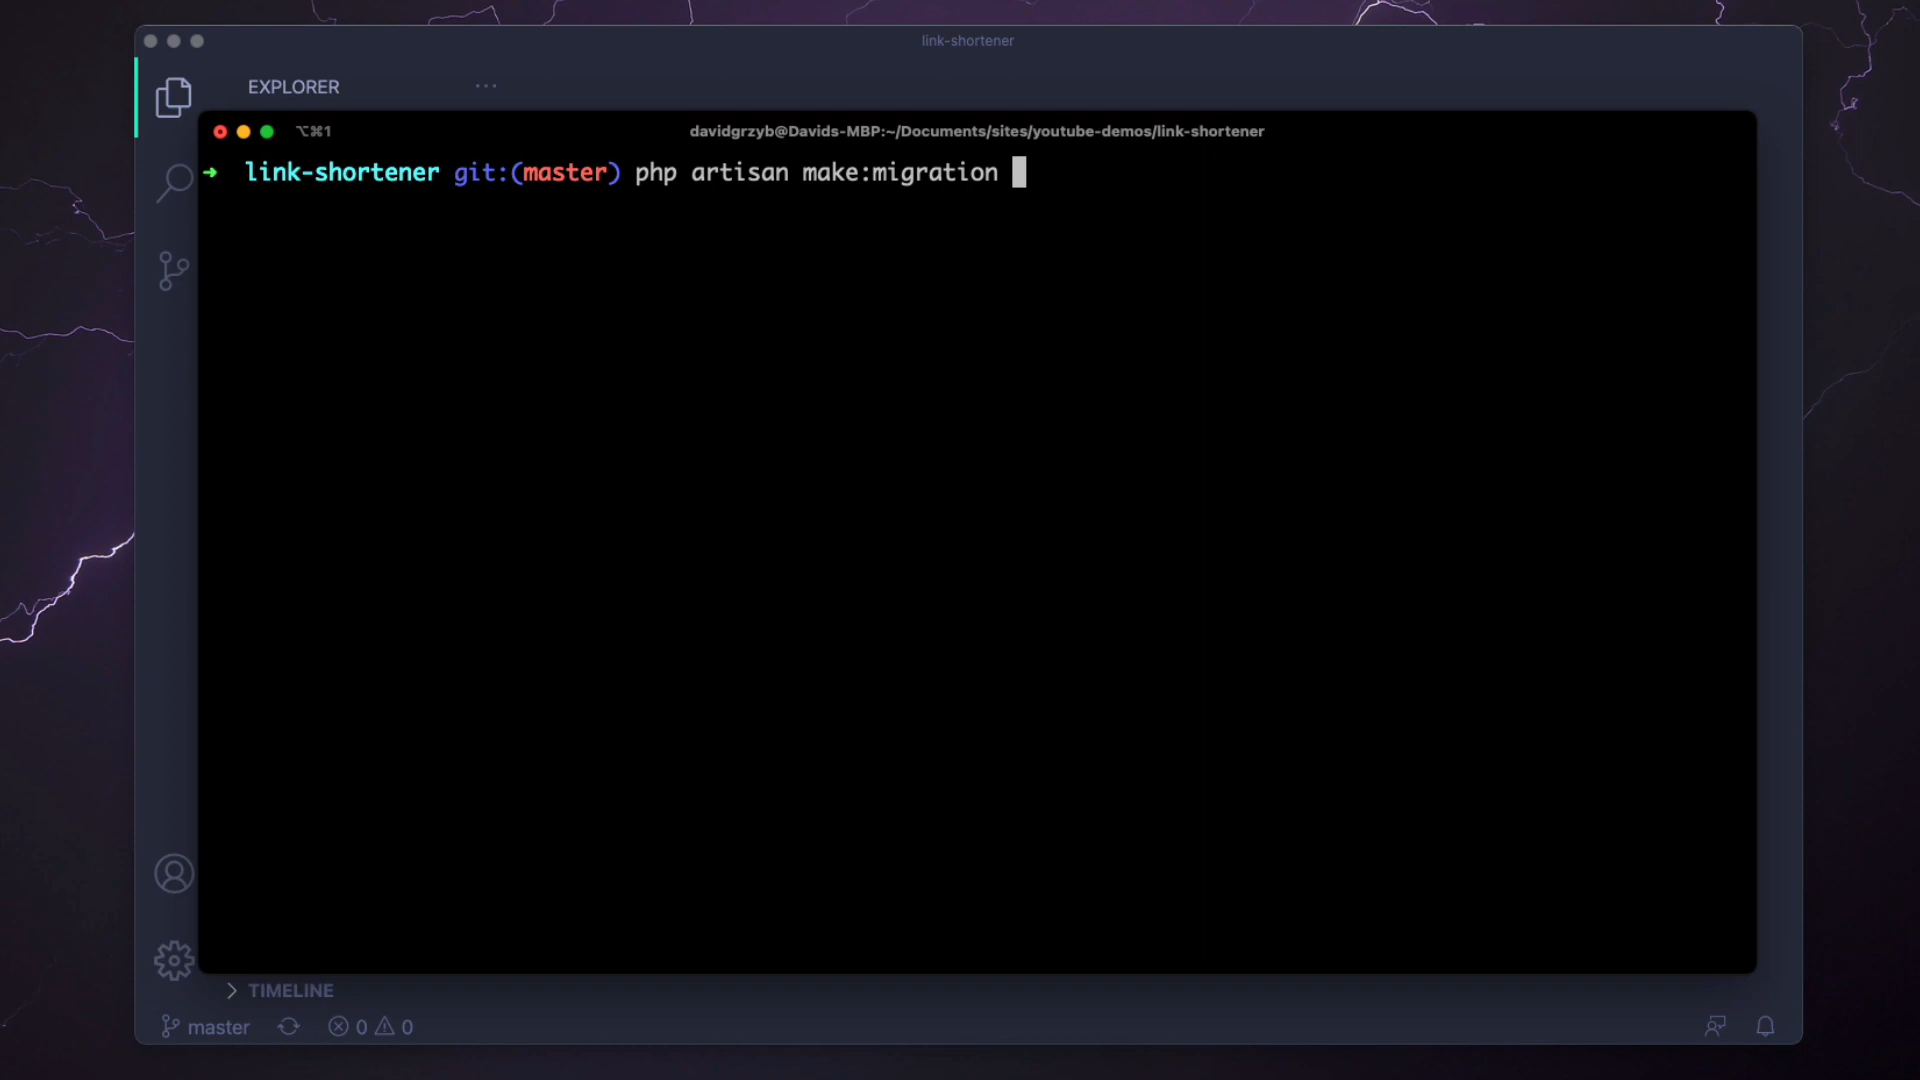 link-shortener
EXPLORER
⌥⌘1
davidgrzyb@Davids-MBP:~/Documents/sites/youtube-demos/link-shortener
➜ link-shortener git:(master) php artisan make:migration
TIMELINE
master 0 0